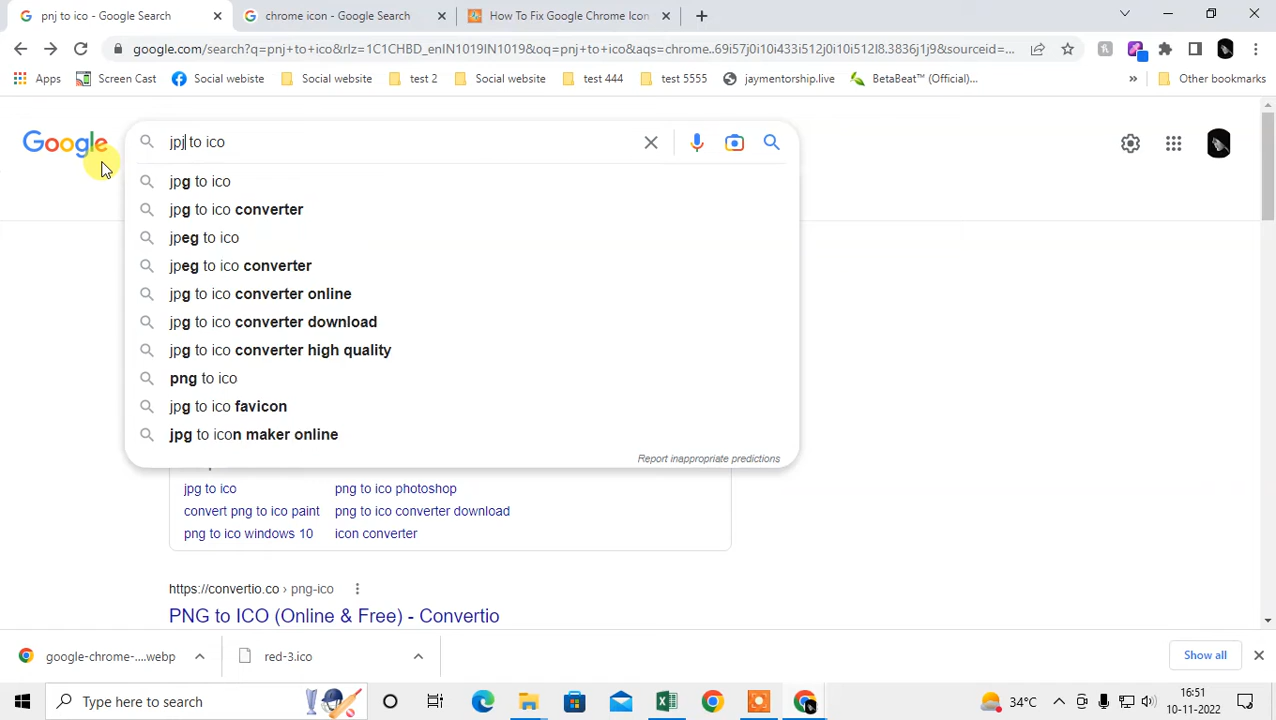 pnj to ico - Google Search
chrome icon - Google Search
How To Fix Google Chrome Icon
google.com/search?q=pnj+to+ico&rlz=1C1CHBD_enIN1019IN1019&oq=pnj+to+ico&aqs=chrome..69i57j0i10i433i512j0i10i512l8.3836j1j9&sourceid=...
Apps
Screen Cast
Social webiste
Social website
test 2
Social website
test 444
test 5555
jaymentorship.live
BetaBeat™ (Official)...
»
Other bookmarks
Google
jpj to ico
jpg to ico
jpg to ico converter
jpeg to ico
jpeg to ico converter
jpg to ico converter online
jpg to ico converter download
jpg to ico converter high quality
png to ico
jpg to ico favicon
jpg to icon maker online
Report inappropriate predictions
jpg to ico
png to ico photoshop
convert png to ico paint
png to ico converter download
png to ico windows 10
icon converter
https://convertio.co › png-ico
PNG to ICO (Online & Free) - Convertio
google-chrome-....webp
red-3.ico
Show all
Type here to search
34°C
16:51
10-11-2022